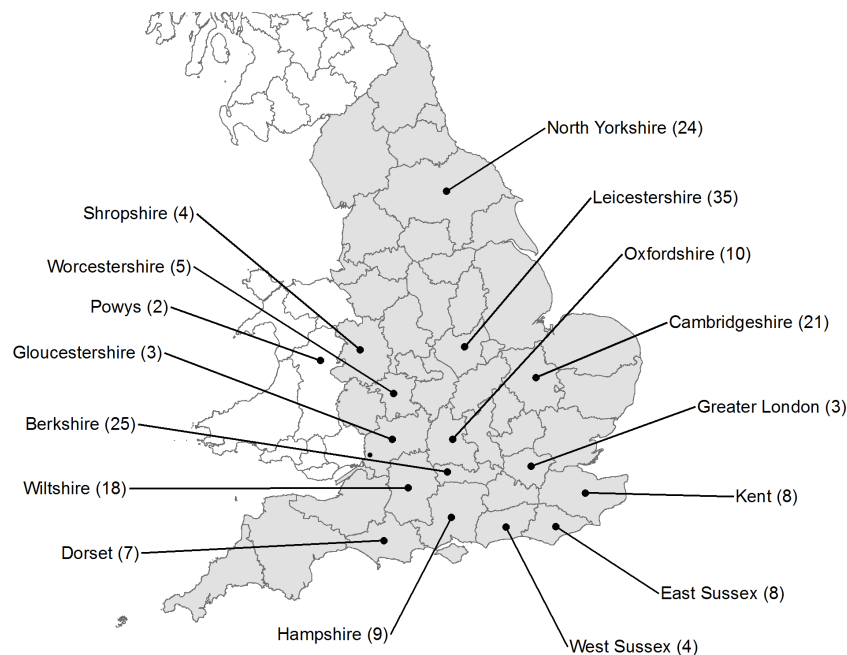 North Yorkshire (24)
Leicestershire (35)
Shropshire (4)
Oxfordshire (10)
Worcestershire (5)
Powys (2)
Cambridgeshire (21)
Gloucestershire (3)
Greater London (3)
Berkshire (25)
Wiltshire (18)
Kent (8)
Dorset (7)
East Sussex (8)
Hampshire (9)
West Sussex (4)